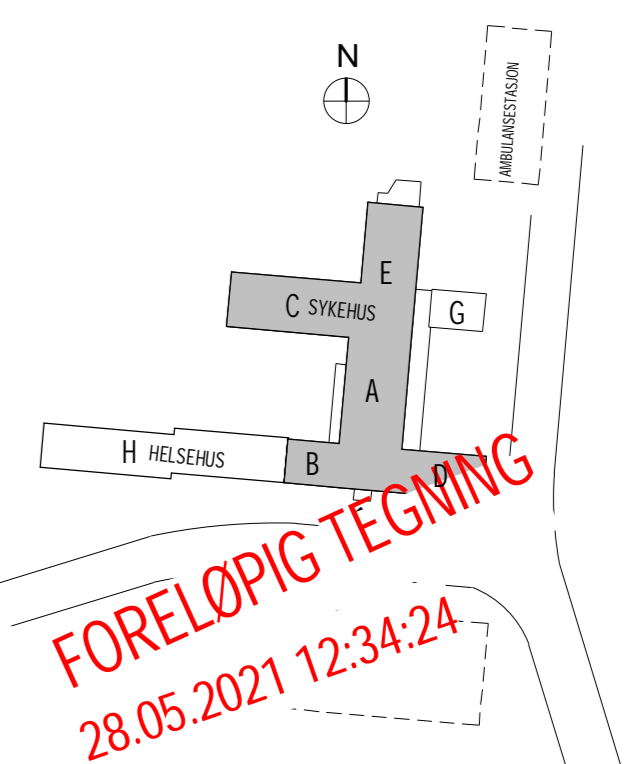 N
AMBULANSESTASJON
E
C SYKEHUS
G
A
H HELSEHUS
B
D
FORELØPIG TEGNING
28.05.2021 12:34:24